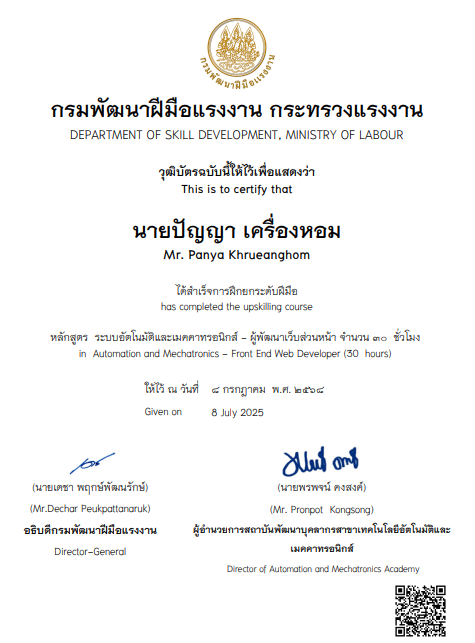 กรมพัฒนาฝีมือแรงงาน
กรมพัฒนาฝีมือแรงงาน กระทรวงแรงงาน
DEPARTMENT OF SKILL DEVELOPMENT, MINISTRY OF LABOUR
วุฒิบัตรฉบับนี้ให้ไว้เพื่อแสดงว่า
This is to certify that
นายปัญญา เครื่องหอม
Mr. Panya Khrueanghom
ได้สำเร็จการฝึกยกระดับฝีมือ
has completed the upskilling course
หลักสูตร ระบบอัตโนมัติและเมคคาทรอนิกส์ - ผู้พัฒนาเว็บส่วนหน้า จำนวน ๓๐ ชั่วโมง
in Automation and Mechatronics - Front End Web Developer (30 hours)
ให้ไว้ ณ วันที่ ๘ กรกฎาคม พ.ศ. ๒๕๖๘
Given on 8 July 2025
(นายเดชา พฤกษ์พัฒนรักษ์)
(Mr.Dechar Peukpattanaruk)
อธิบดีกรมพัฒนาฝีมือแรงงาน
Director-General
(นายพรพจน์ คงสงค์)
(Mr. Pronpot Kongsong)
ผู้อำนวยการสถาบันพัฒนาบุคลากรสาขาเทคโนโลยีอัตโนมัติและ
เมคคาทรอนิกส์
Director of Automation and Mechatronics Academy